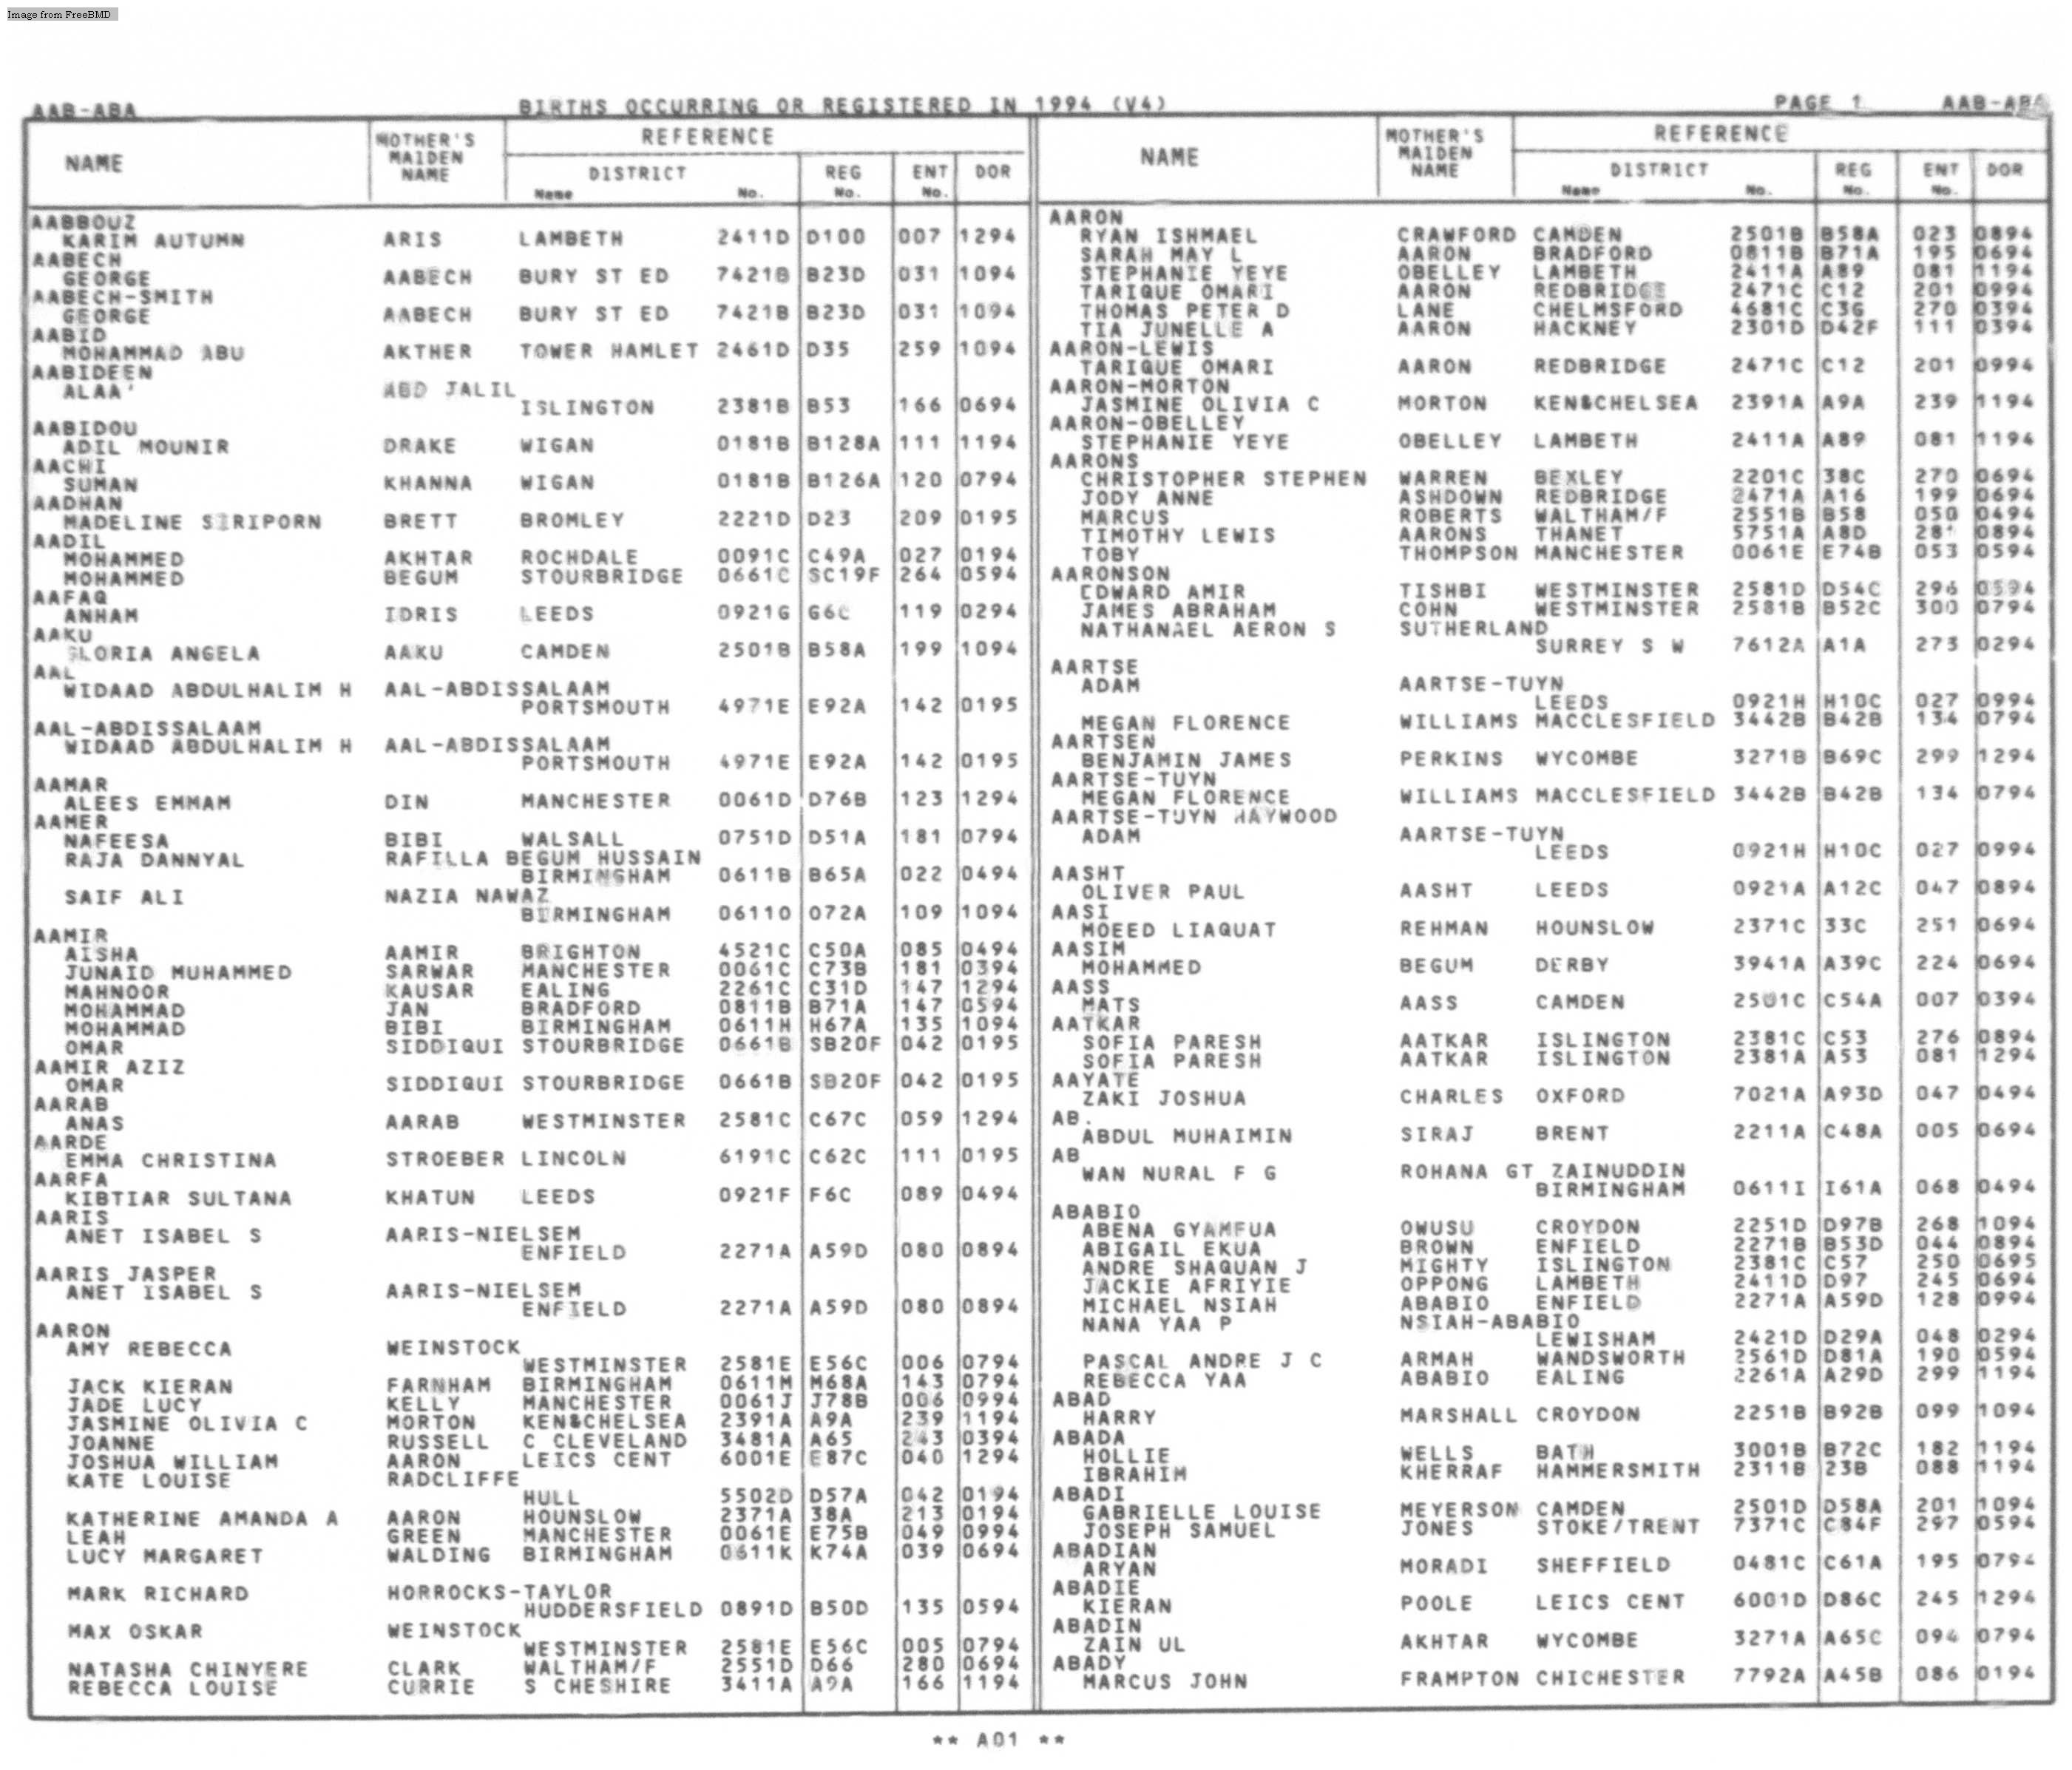 Image from FreeBMD
AAB-ABA BIRTHS OCCURRING OR REGISTERED IN 1994 (V4) PAGE 1 AAB-ABA
NAME MOTHER'S MAIDEN NAME REFERENCE DISTRICT Name No. REG No. ENT No. DOR
AABBOUZ
KARIM AUTUMN ARIS LAMBETH 2411D D100 007 1294
AABECH
GEORGE AABECH BURY ST ED 7421B B23D 031 1094
AABECH-SMITH
GEORGE AABECH BURY ST ED 7421B B23D 031 1094
AABID
MOHAMMAD ABU AKTHER TOWER HAMLET 2461D D35 259 1094
AABIDEEN
ALAA' ABD JALIL
ISLINGTON 2381B B53 166 0694
AABIDOU
ADIL MOUNIR DRAKE WIGAN 0181B B128A 111 1194
AACHI
SUMAN KHANNA WIGAN 0181B B126A 120 0794
AADHAN
MADELINE SIRIPORN BRETT BROMLEY 2221D D23 209 0195
AADIL
MOHAMMED AKHTAR ROCHDALE 0091C C49A 027 0194
MOHAMMED BEGUM STOURBRIDGE 0661C SC19F 264 0594
AAFAQ
ANHAM IDRIS LEEDS 0921G G6C 119 0294
AAKU
GLORIA ANGELA AAKU CAMDEN 2501B B58A 199 1094
AAL
WIDAAD ABDULHALIM H AAL-ABDISSALAAM
PORTSMOUTH 4971E E92A 142 0195
AAL-ABDISSALAAM
WIDAAD ABDULHALIM H AAL-ABDISSALAAM
PORTSMOUTH 4971E E92A 142 0195
AAMAR
ALEES EMMAM DIN MANCHESTER 0061D D76B 123 1294
AAMER
NAFEESA BIBI WALSALL 0751D D51A 181 0794
RAJA DANNYAL RAFILLA BEGUM HUSSAIN
BIRMINGHAM 0611B B65A 022 0494
SAIF ALI NAZIA NAWAZ
BIRMINGHAM 06110 072A 109 1094
AAMIR
AISHA AAMIR BRIGHTON 4521C C50A 085 0494
JUNAID MUHAMMED SARWAR MANCHESTER 0061C C73B 181 0394
MAHNOOR KAUSAR EALING 2261C C31D 147 1294
MOHAMMAD JAN BRADFORD 0811B B71A 147 0594
MOHAMMAD BIBI BIRMINGHAM 0611H H67A 135 1094
OMAR SIDDIQUI STOURBRIDGE 0661B SB20F 042 0195
AAMIR AZIZ
OMAR SIDDIQUI STOURBRIDGE 0661B SB20F 042 0195
AARAB
ANAS AARAB WESTMINSTER 2581C C67C 059 1294
AARDE
EMMA CHRISTINA STROEBER LINCOLN 6191C C62C 111 0195
AARFA
KIBTIAR SULTANA KHATUN LEEDS 0921F F6C 089 0494
AARIS
ANET ISABEL S AARIS-NIELSEM
ENFIELD 2271A A59D 080 0894
AARIS JASPER
ANET ISABEL S AARIS-NIELSEM
ENFIELD 2271A A59D 080 0894
AARON
AMY REBECCA WEINSTOCK
WESTMINSTER 2581E E56C 006 0794
JACK KIERAN FARNHAM BIRMINGHAM 0611M M68A 143 0794
JADE LUCY KELLY MANCHESTER 0061J J78B 006 0994
JASMINE OLIVIA C MORTON KEN&CHELSEA 2391A A9A 239 1194
JOANNE RUSSELL C CLEVELAND 3481A A65 243 0394
JOSHUA WILLIAM AARON LEICS CENT 6001E E87C 040 1294
KATE LOUISE RADCLIFFE
HULL 5502D D57A 042 0194
KATHERINE AMANDA A AARON HOUNSLOW 2371A 38A 213 0194
LEAH GREEN MANCHESTER 0061E E75B 049 0994
LUCY MARGARET WALDING BIRMINGHAM 0611K K74A 039 0694
MARK RICHARD HORROCKS-TAYLOR
HUDDERSFIELD 0891D B50D 135 0594
MAX OSKAR WEINSTOCK
WESTMINSTER 2581E E56C 005 0794
NATASHA CHINYERE CLARK WALTHAM/F 2551D D66 280 0694
REBECCA LOUISE CURRIE S CHESHIRE 3411A A9A 166 1194
NAME MOTHER'S MAIDEN NAME REFERENCE DISTRICT Name No. REG No. ENT No. DOR
AARON
RYAN ISHMAEL CRAWFORD CAMDEN 2501B B58A 023 0894
SARAH MAY L AARON BRADFORD 0811B B71A 195 0694
STEPHANIE YEYE OBELLEY LAMBETH 2411A A89 081 1194
TARIQUE OMARI AARON REDBRIDGE 2471C C12 201 0994
THOMAS PETER D LANE CHELMSFORD 4681C C3G 270 0394
TIA JUNELLE A AARON HACKNEY 2301D D42F 111 0394
AARON-LEWIS
TARIQUE OMARI AARON REDBRIDGE 2471C C12 201 0994
AARON-MORTON
JASMINE OLIVIA C MORTON KEN&CHELSEA 2391A A9A 239 1194
AARON-OBELLEY
STEPHANIE YEYE OBELLEY LAMBETH 2411A A89 081 1194
AARONS
CHRISTOPHER STEPHEN WARREN BEXLEY 2201C 38C 270 0694
JODY ANNE ASHDOWN REDBRIDGE 2471A A16 199 0694
MARCUS ROBERTS WALTHAM/F 2551B B58 050 0494
TIMOTHY LEWIS AARONS THANET 5751A A8D 0894
TOBY THOMPSON MANCHESTER 0061E E74B 053 0594
AARONSON
EDWARD AMIR TISHBI WESTMINSTER 2581D D54C 296 0594
JAMES ABRAHAM COHN WESTMINSTER 2581B B52C 300 0794
NATHANAEL AERON S SUTHERLAND
SURREY S W 7612A A1A 273 0294
AARTSE
ADAM AARTSE-TUYN
LEEDS 0921H H10C 027 0994
MEGAN FLORENCE WILLIAMS MACCLESFIELD 3442B B42B 134 0794
AARTSEN
BENJAMIN JAMES PERKINS WYCOMBE 3271B B69C 299 1294
AARTSE-TUYN
MEGAN FLORENCE WILLIAMS MACCLESFIELD 3442B B42B 134 0794
AARTSE-TUYN HAYWOOD
ADAM AARTSE-TUYN
LEEDS 0921H H10C 027 0994
AASHT
OLIVER PAUL AASHT LEEDS 0921A A12C 047 0894
AASI
MOEED LIAQUAT REHMAN HOUNSLOW 2371C 33C 251 0694
AASIM
MOHAMMED BEGUM DERBY 3941A A39C 224 0694
AASS
MATS AASS CAMDEN 2501C C54A 007 0394
AATKAR
SOFIA PARESH AATKAR ISLINGTON 2381C C53 276 0894
SOFIA PARESH AATKAR ISLINGTON 2381A A53 081 1294
AAYATE
ZAKI JOSHUA CHARLES OXFORD 7021A A93D 047 0494
AB.
ABDUL MUHAIMIN SIRAJ BRENT 2211A C48A 005 0694
AB
WAN NURAL F G ROHANA GT ZAINUDDIN
BIRMINGHAM 0611I I61A 068 0494
ABABIO
ABENA GYAMFUA OWUSU CROYDON 2251D D97B 268 1094
ABIGAIL EKUA BROWN ENFIELD 2271B B53D 044 0894
ANDRE SHAQUAN J MIGHTY ISLINGTON 2381C C57 250 0695
JACKIE AFRIYIE OPPONG LAMBETH 2411D D97 245 0694
MICHAEL NSIAH ABABIO ENFIELD 2271A A59D 128 0994
NANA YAA P NSIAH-ABABIO
LEWISHAM 2421D D29A 048 0294
PASCAL ANDRE J C ARMAH WANDSWORTH 2561D D81A 190 0594
REBECCA YAA ABABIO EALING 2261A A29D 299 1194
ABAD
HARRY MARSHALL CROYDON 2251B B92B 099 1094
ABADA
HOLLIE WELLS BATH 3001B B72C 182 1194
IBRAHIM KHERRAF HAMMERSMITH 2311B 23B 088 1194
ABADI
GABRIELLE LOUISE MEYERSON CAMDEN 2501D D58A 201 1094
JOSEPH SAMUEL JONES STOKE/TRENT 7371C C84F 297 0594
ABADIAN
ARYAN MORADI SHEFFIELD 0481C C61A 195 0794
ABADIE
KIERAN POOLE LEICS CENT 6001D D86C 245 1294
ABADIN
ZAIN UL AKHTAR WYCOMBE 3271A A65C 094 0794
ABADY
MARCUS JOHN FRAMPTON CHICHESTER 7792A A45B 086 0194
** A01 **